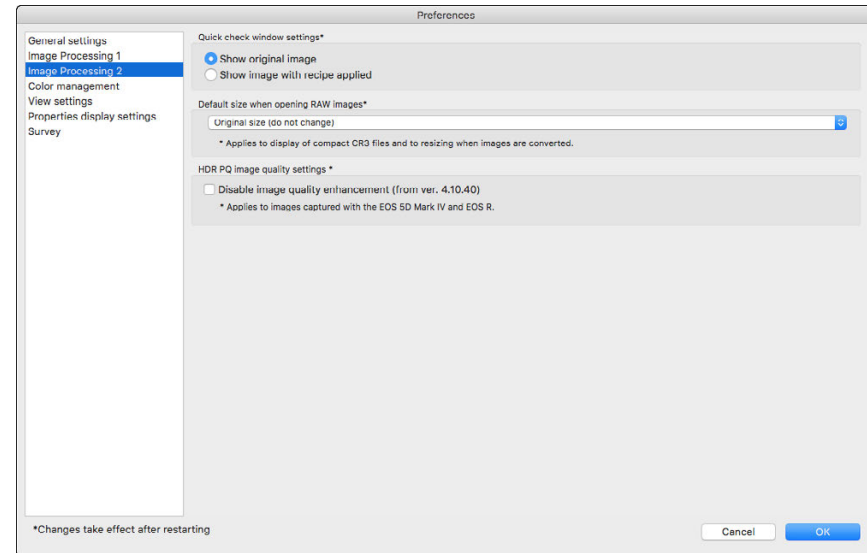 Preferences
General settings
Image Processing 1
Image Processing 2
Color management
View settings
Properties display settings
Survey
Quick check window settings*
Show original image
Show image with recipe applied
Default size when opening RAW images*
Original size (do not change)
* Applies to display of compact CR3 files and to resizing when images are converted.
HDR PQ image quality settings *
Disable image quality enhancement (from ver. 4.10.40)
* Applies to images captured with the EOS 5D Mark IV and EOS R.
*Changes take effect after restarting
Cancel
OK